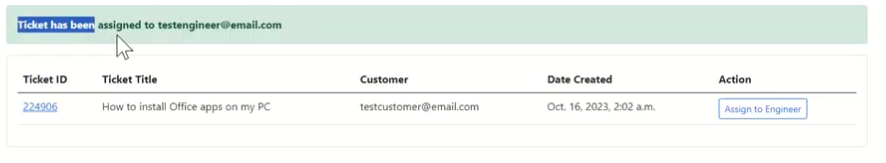 Ticket has been assigned to testengineer@email.com
Ticket ID Ticket Title Customer Date Created Action
224906 How to install Office apps on my PC testcustomer@email.com Oct. 16, 2023, 2:02 a.m. Assign to Engineer